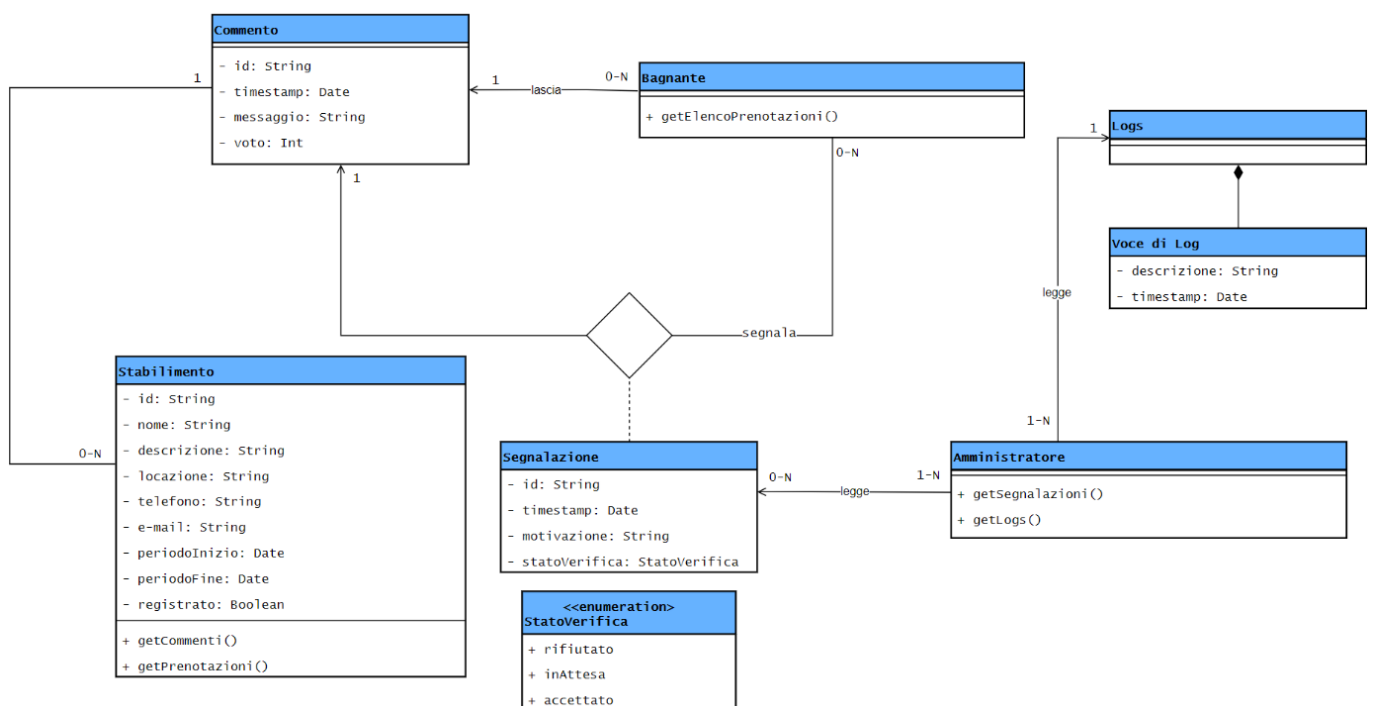 Commento
- id: String
- timestamp: Date
- messaggio: String
- voto: Int
1
1
lascia
0-N
Bagnante
+ getElencoPrenotazioni()
0-N
1
segnala
1
Logs
Voce di Log
- descrizione: String
- timestamp: Date
legge
1-N
Stabilimento
- id: String
- nome: String
- descrizione: String
- locazione: String
- telefono: String
- e-mail: String
- periodoInizio: Date
- periodoFine: Date
- registrato: Boolean
+ getCommenti()
+ getPrenotazioni()
0-N
Segnalazione
- id: String
- timestamp: Date
- motivazione: String
- statoVerifica: StatoVerifica
0-N
legge
1-N
Amministratore
+ getSegnalazioni()
+ getLogs()
<<enumeration>
StatoVerifica
+ rifiutato
+ inAttesa
+ accettato